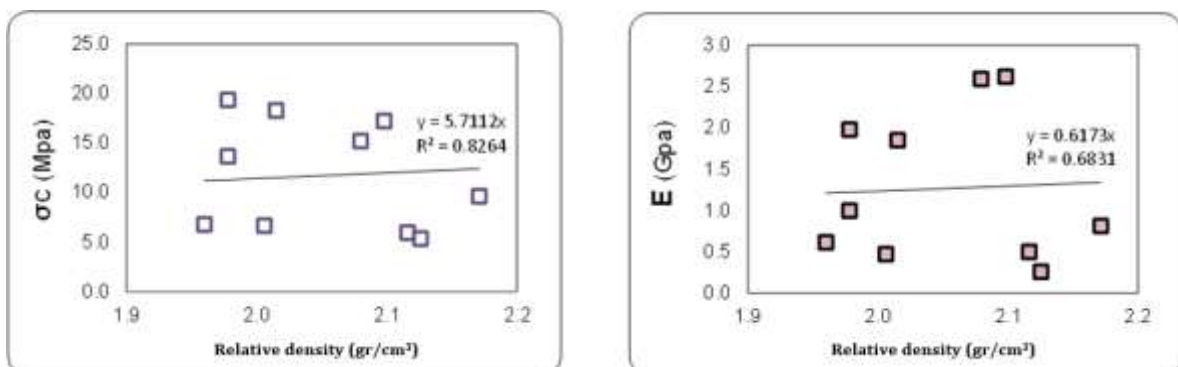 25.0
20.0
15.0
10.0
5.0
0.0
σc (Mpa)
y = 5.7112x
R² = 0.8264
1.9
2.0
2.1
2.2
Relative density (gr/cm³)
3.0
2.5
2.0
1.5
1.0
0.5
0.0
E (Gpa)
y = 0.6173x
R² = 0.6831
1.9
2.0
2.1
2.2
Relative density (gr/cm³)